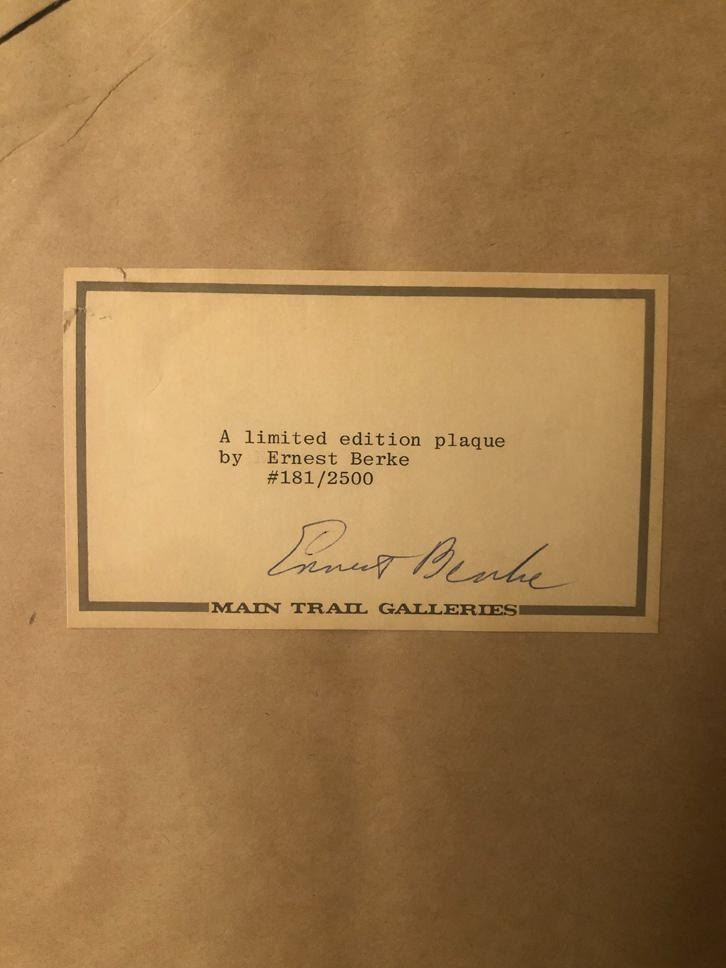 A limited edition plaque
by Ernest Berke
#181/2500
Ernest Berke
MAIN TRAIL GALLERIES